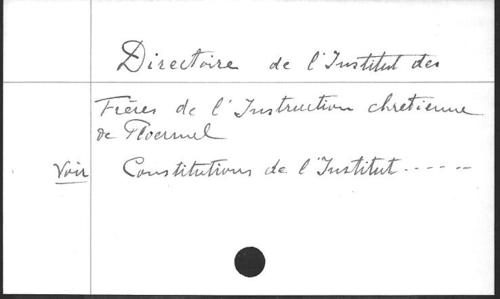 Directoire de l'Institut des
Frères de l'Instruction chrétienne
de Ploermel
Voir Constitutions de l'Institut -----